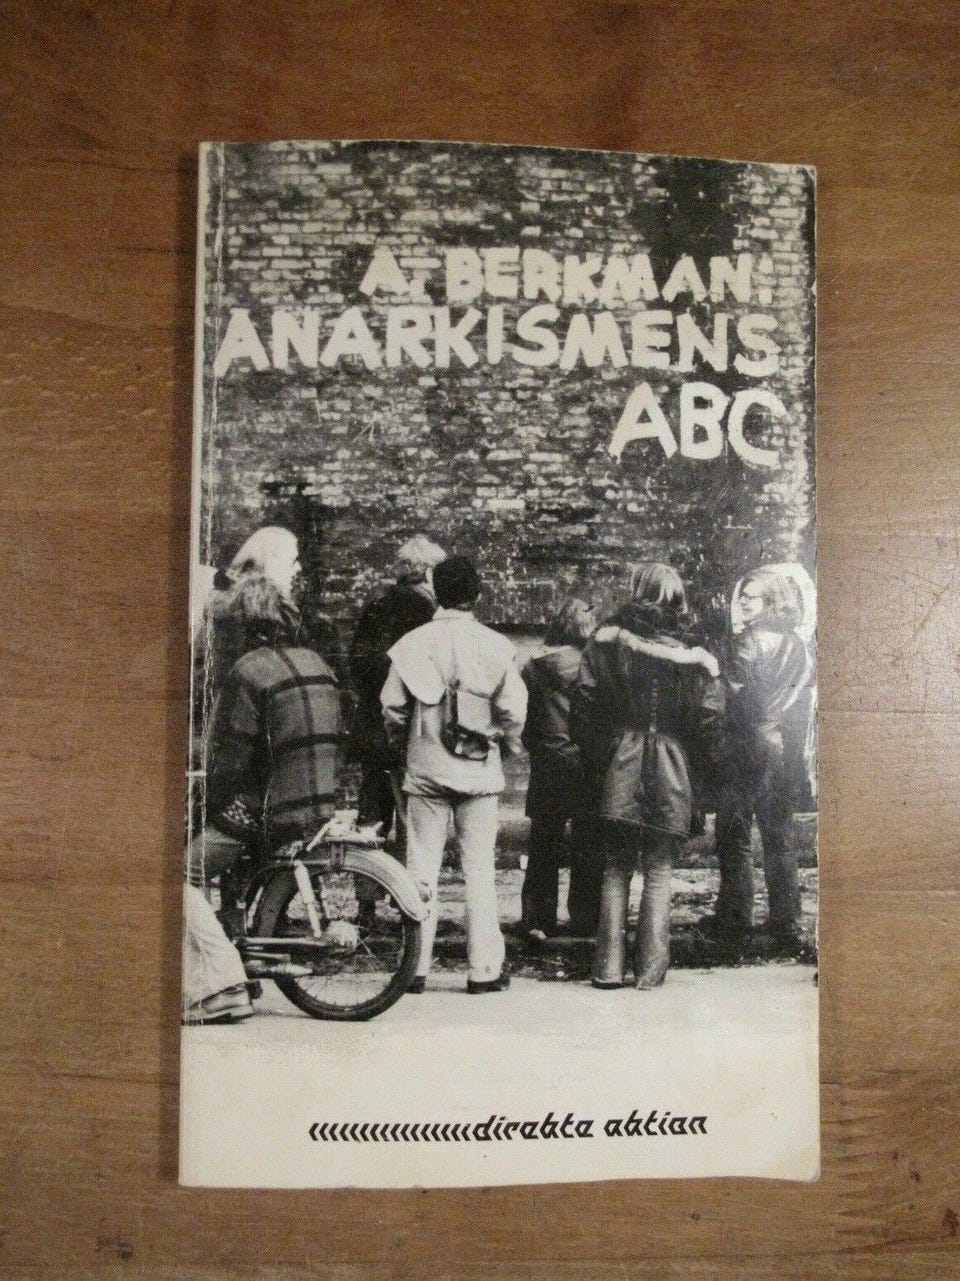 A. BERKMAN:
ANARKISMENS
ABC
direkte aktion